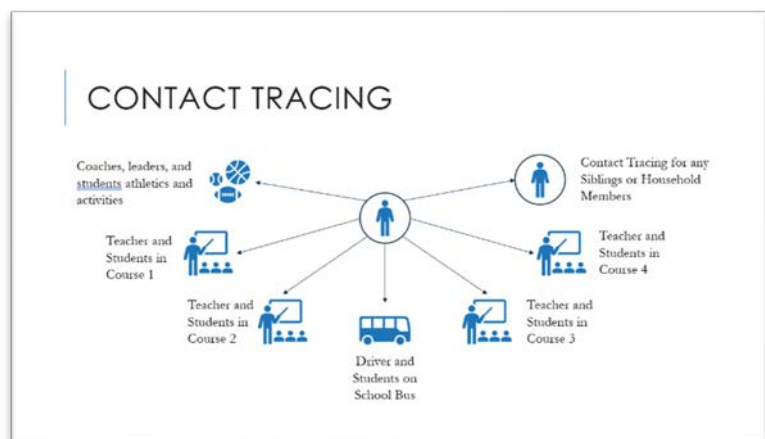 CONTACT TRACING
Coaches, leaders, and
students athletics and
activities
Contact Tracing for any
Siblings or Household
Members
Teacher and
Students in
Course 1
Teacher and
Students in
Course 4
Teacher and
Students in
Course 2
Teacher and
Students in
Course 3
Driver and
Students on
School Bus